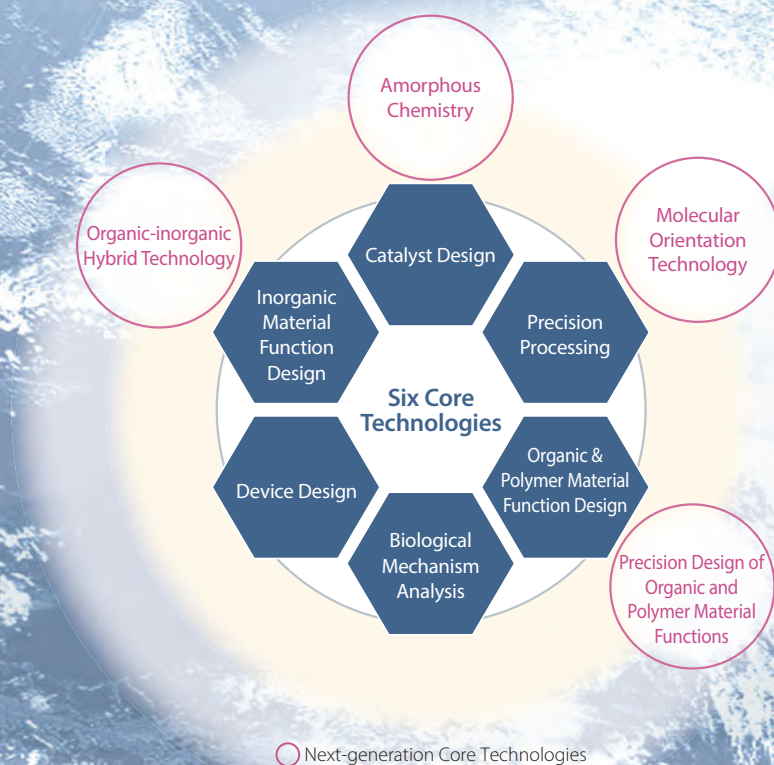 Amorphous
Chemistry
Organic-inorganic
Hybrid Technology
Molecular
Orientation
Technology
Catalyst Design
Inorganic
Material
Function
Design
Precision
Processing
Six Core
Technologies
Device Design
Organic &
Polymer Material
Function Design
Biological
Mechanism
Analysis
Precision Design of
Organic and
Polymer Material
Functions
Next-generation Core Technologies